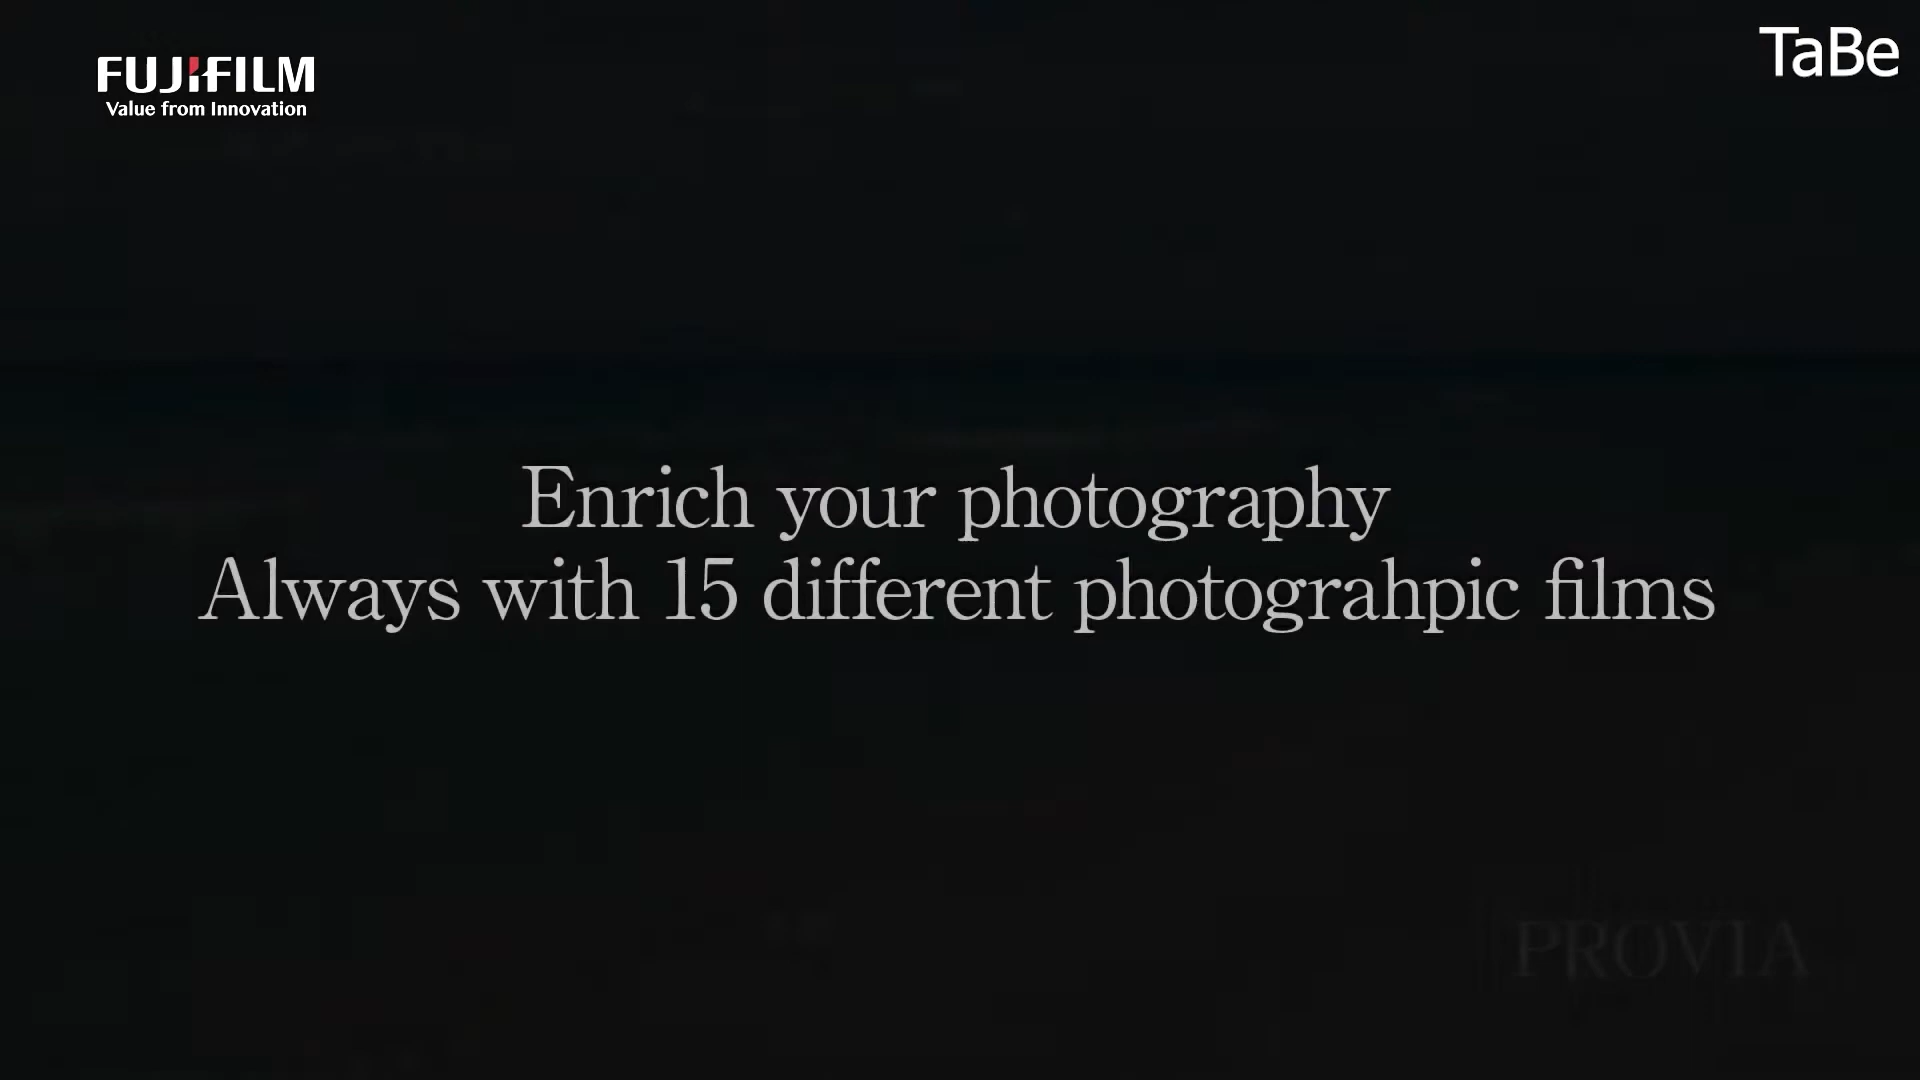 FUJIFILM
Value from Innovation
TaBe
Enrich your photography
Always with 15 different photograhpic films
PROVIA